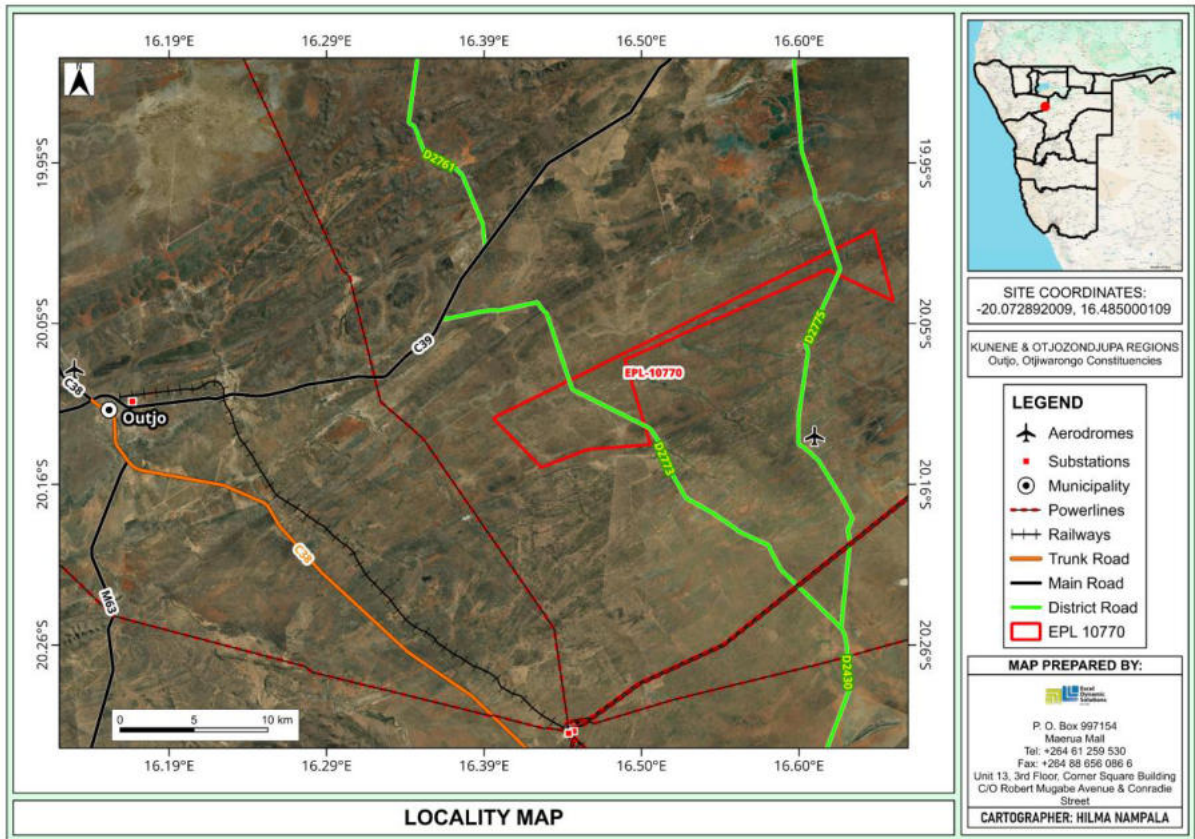 16.19°E 16.29°E 16.39°E 16.50°E 16.60°E
19.95°S
20.05°S
20.16°S
20.26°S
19.95°S
20.05°S
20.16°S
20.26°S
D2761
C39
D2775
EPL-10770
C38
Outjo
D2773
C38
M63
D2430
0 5 10 km
16.19°E 16.29°E 16.39°E 16.50°E 16.60°E
LOCALITY MAP
SITE COORDINATES:
-20.072892009, 16.485000109
KUNENE & OTJOZONDJUPA REGIONS
Outjo, Otjiwarongo Constituencies
LEGEND
Aerodromes
Substations
Municipality
Powerlines
Railways
Trunk Road
Main Road
District Road
EPL 10770
MAP PREPARED BY:
Excel
Dynamic
Solutions
P. O. Box 997154
Maerua Mall
Tel: +264 61 259 530
Fax: +264 88 656 086 6
Unit 13, 3rd Floor, Corner Square Building
C/O Robert Mugabe Avenue & Conradie
Street
CARTOGRAPHER: HILMA NAMPALA